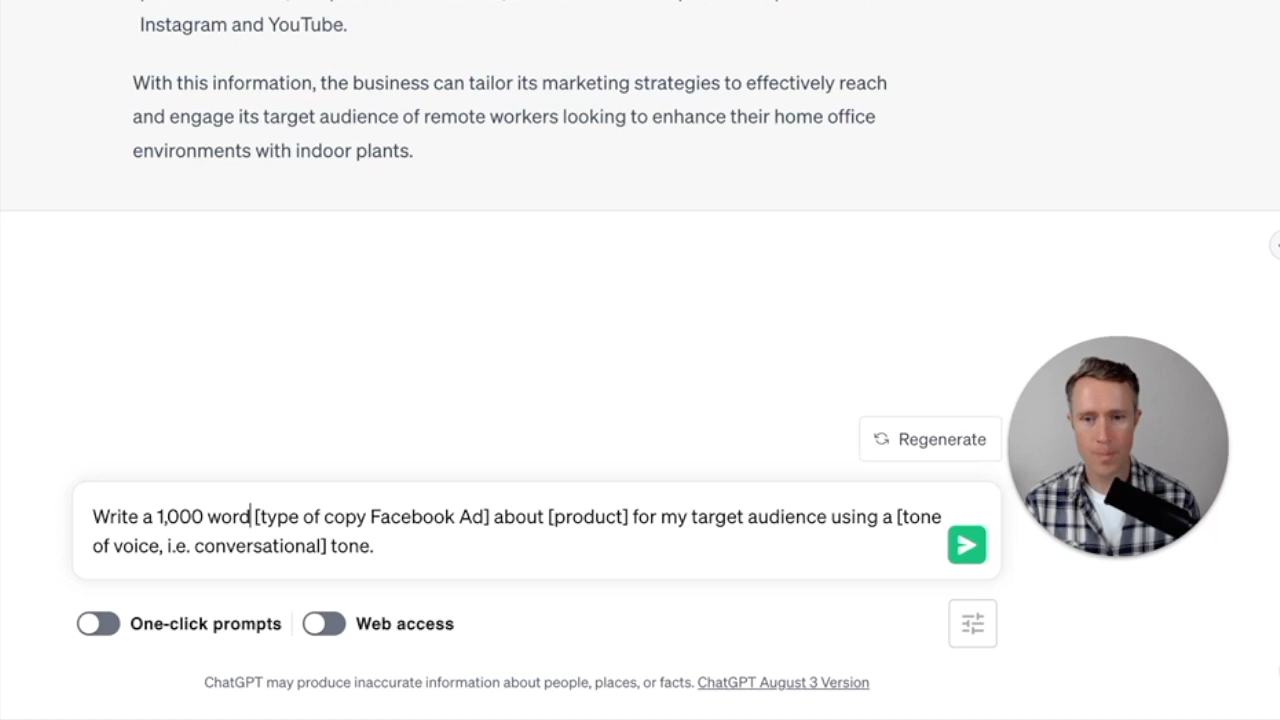 Instagram and YouTube.
With this information, the business can tailor its marketing strategies to effectively reach
and engage its target audience of remote workers looking to enhance their home office
environments with indoor plants.
Regenerate
Write a 1,000 word [type of copy Facebook Ad] about [product] for my target audience using a [tone
of voice, i.e. conversational] tone.
One-click prompts
Web access
ChatGPT may produce inaccurate information about people, places, or facts. ChatGPT August 3 Version